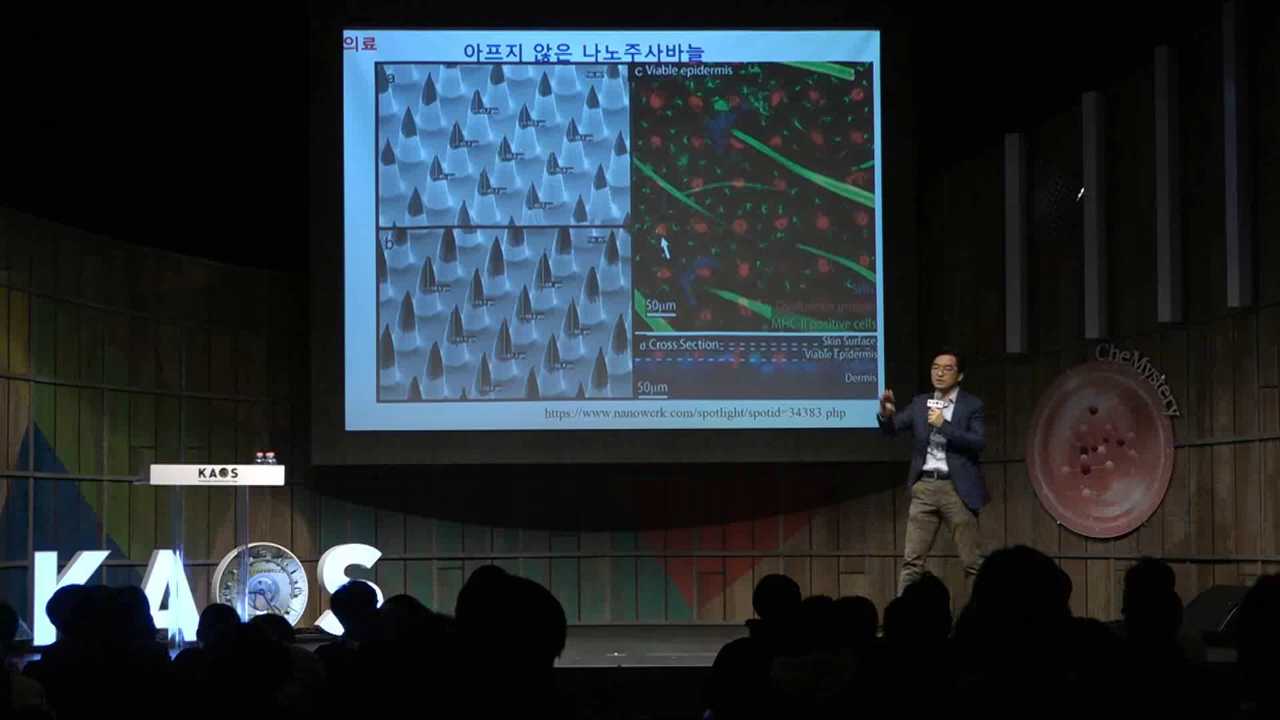 의료
아프지 않은 나노주사바늘
a
b
c Viable epidermis
50μm
MHC-II positive cells
d Cross Section
Skin Surface
Viable Epidermis
Dermis
50μm
https://www.nanowerk.com/spotlight/spotid=34383.php
CheMystery
KAOS
KAOS